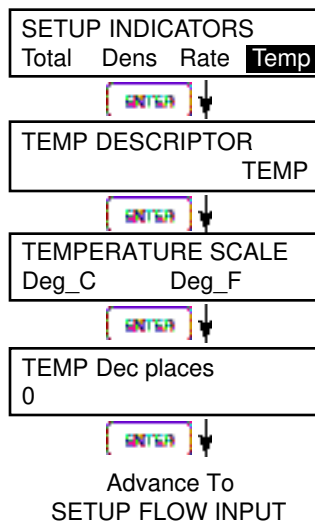 SETUP INDICATORS
Total Dens Rate Temp
ENTER
TEMP DESCRIPTOR
TEMP
ENTER
TEMPERATURE SCALE
Deg_C Deg_F
ENTER
TEMP Dec places
0
ENTER
Advance To
SETUP FLOW INPUT